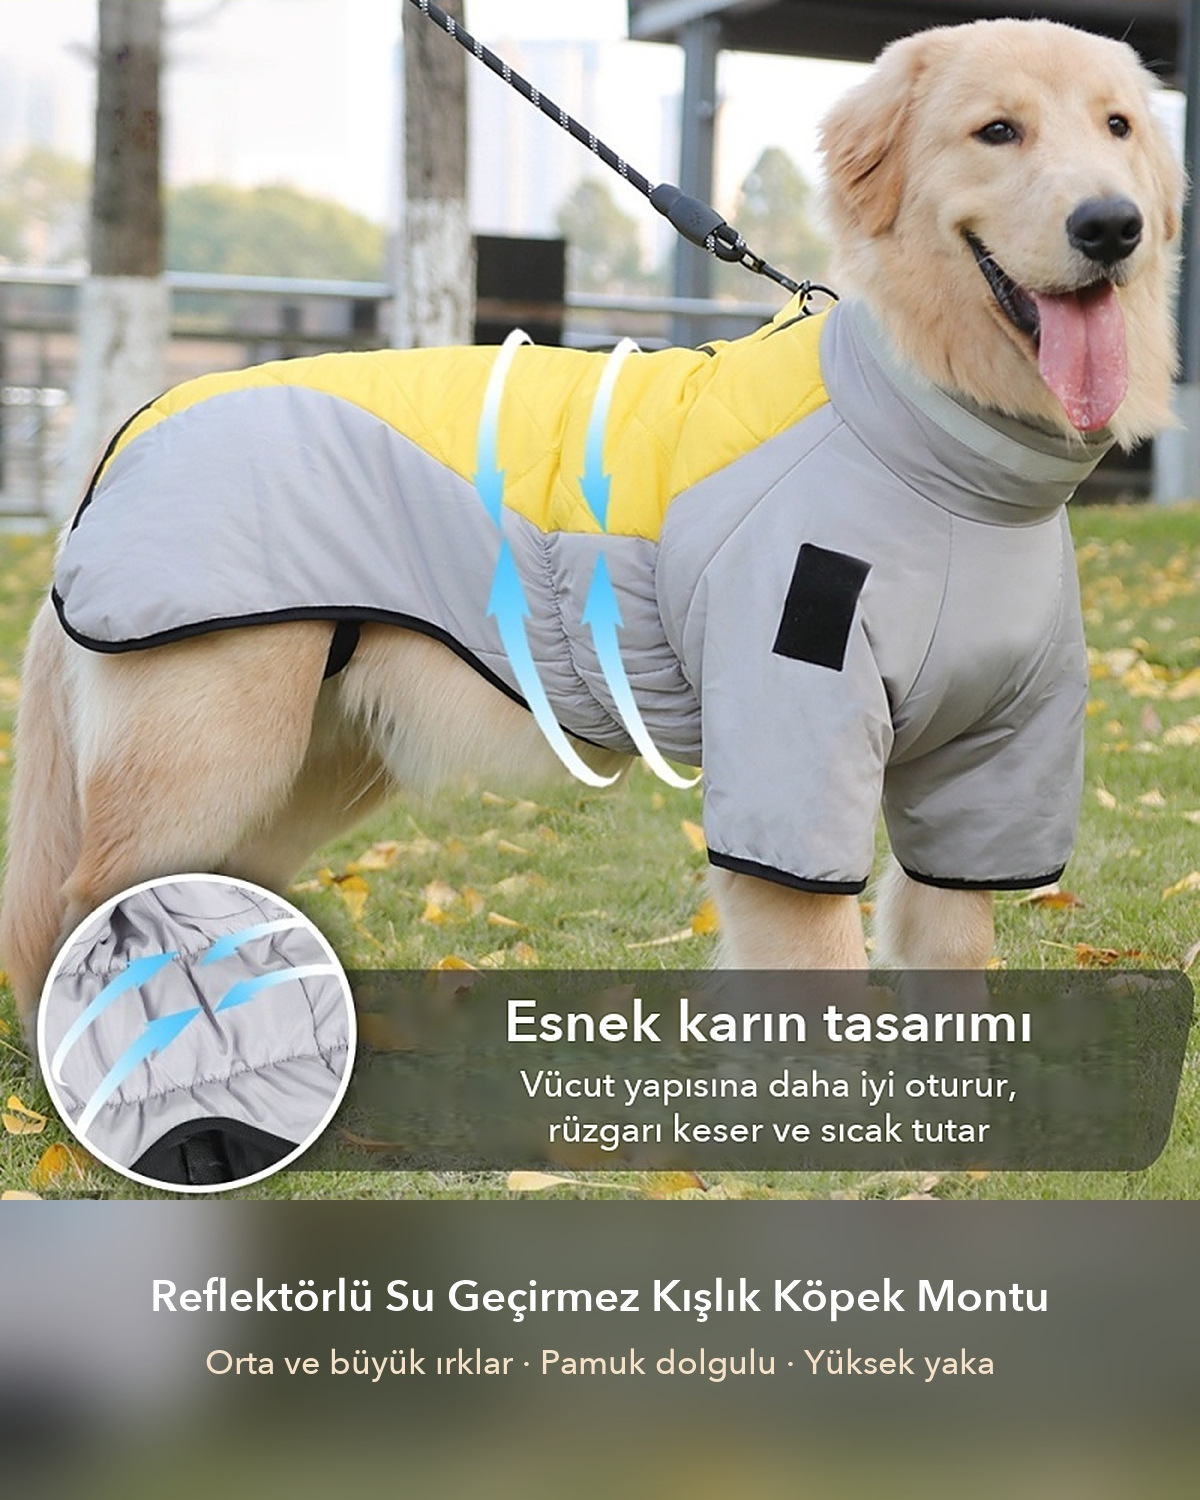 Esnek karın tasarımı
Vücut yapısına daha iyi oturur,
rüzgarı keser ve sıcak tutar
Reflektörlü Su Geçirmez Kışlık Köpek Montu
Orta ve büyük ırklar · Pamuk dolgulu · Yüksek yaka